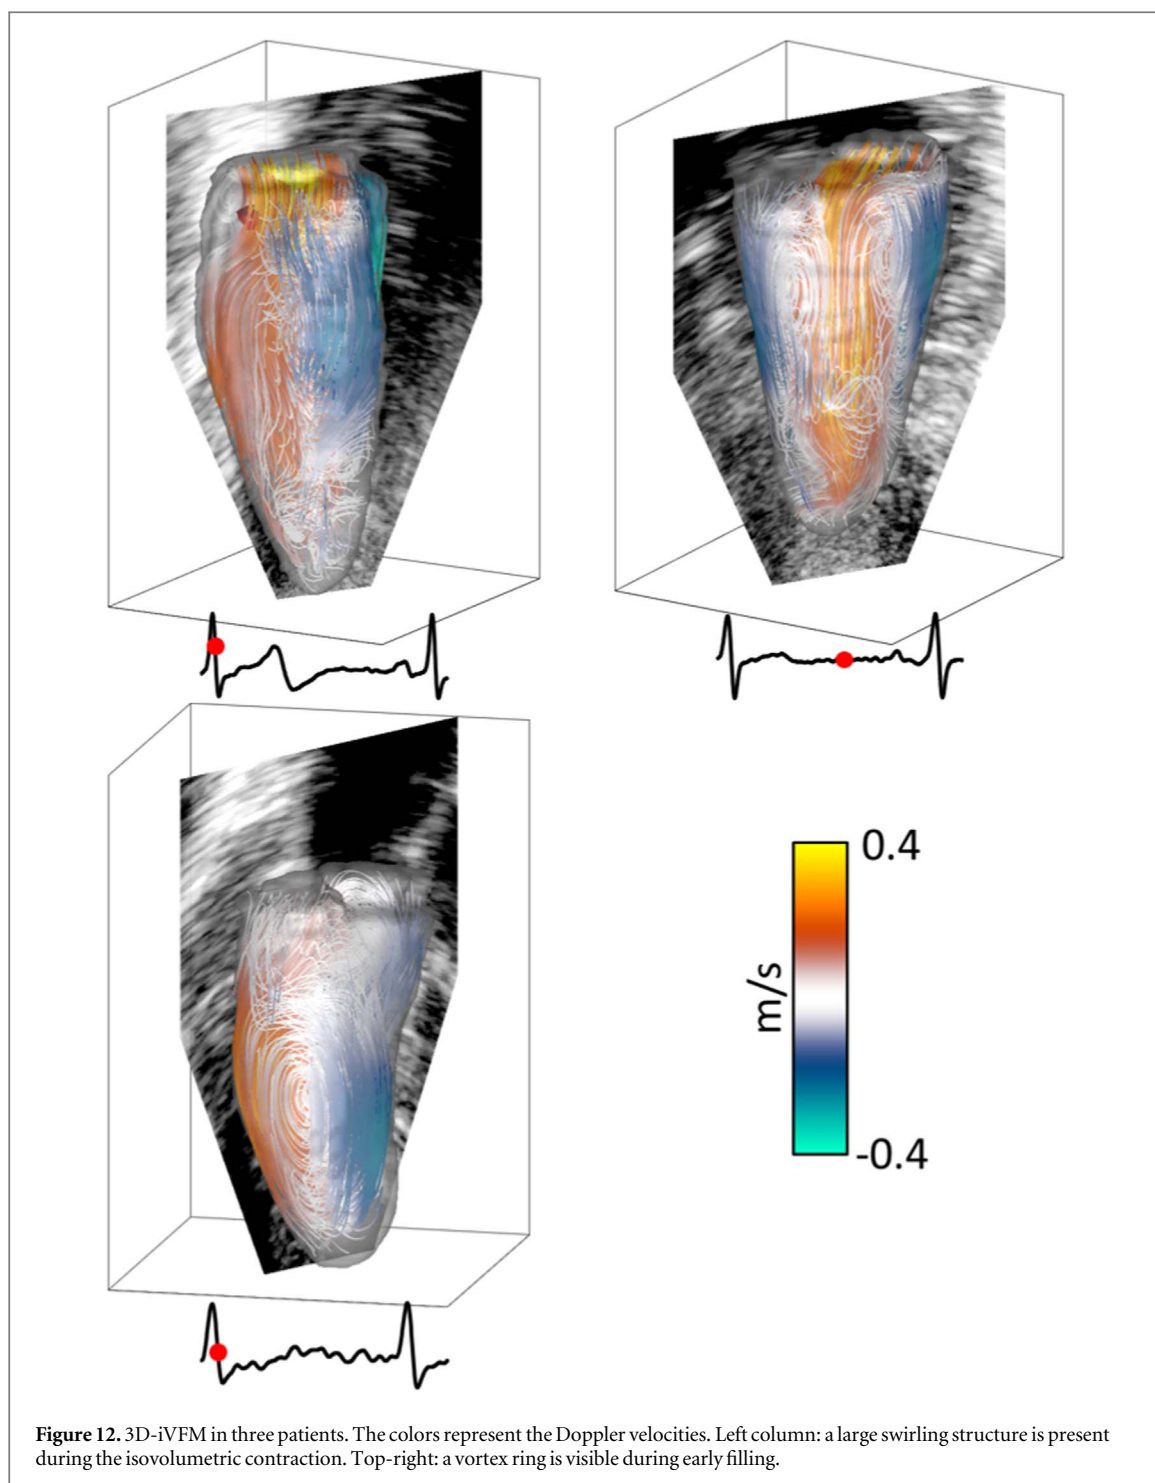 0.4
m/s
-0.4
Figure 12. 3D-iVFM in three patients. The colors represent the Doppler velocities. Left column: a large swirling structure is present
during the isovolumetric contraction. Top-right: a vortex ring is visible during early filling.